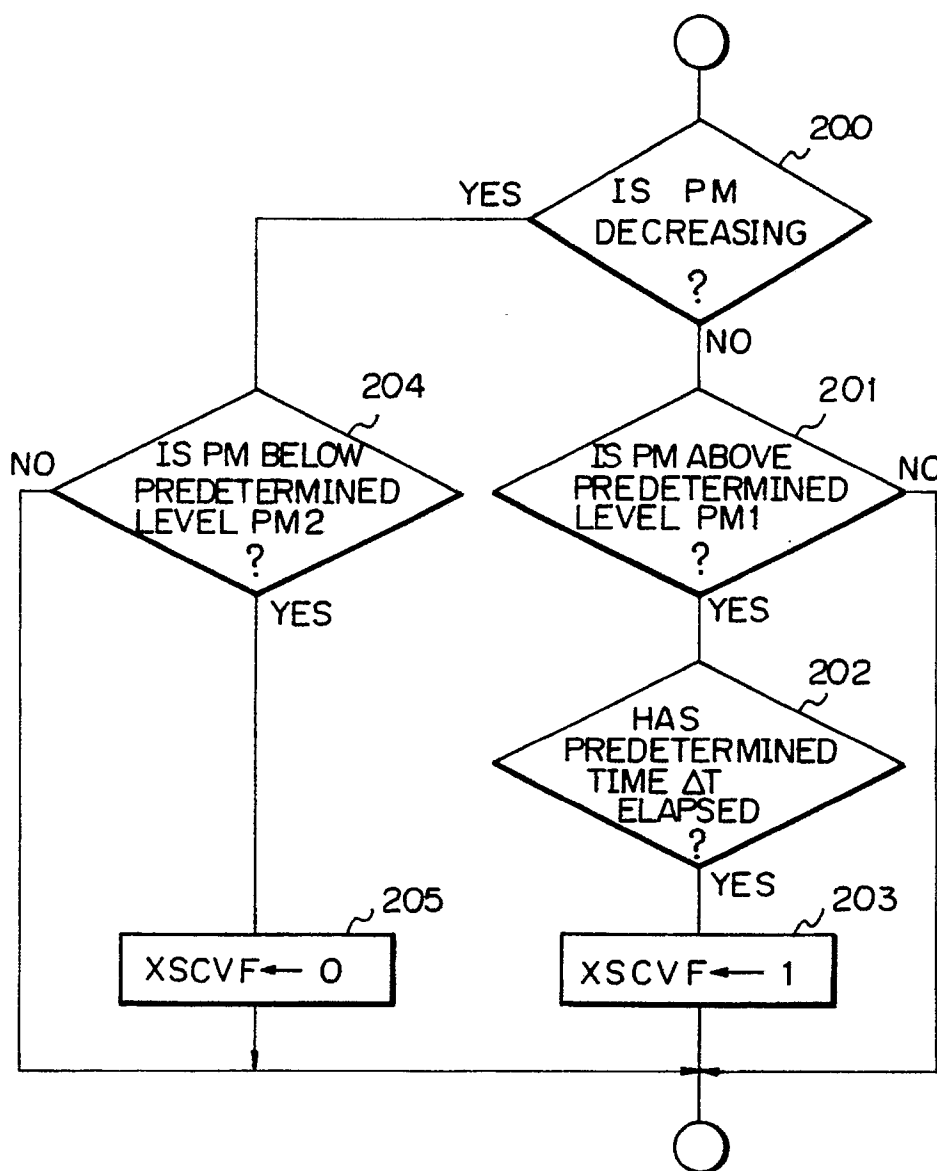 200
YES
IS PM
DECREASING
?
NO
204
201
NO
IS PM BELOW
PREDETERMINED
LEVEL PM2
?
YES
IS PM ABOVE
PREDETERMINED
LEVEL PM1
?
NO
YES
202
HAS
PREDETERMINED
TIME ΔT
ELAPSED
?
YES
205
XSCVF ← 0
203
XSCVF ← 1